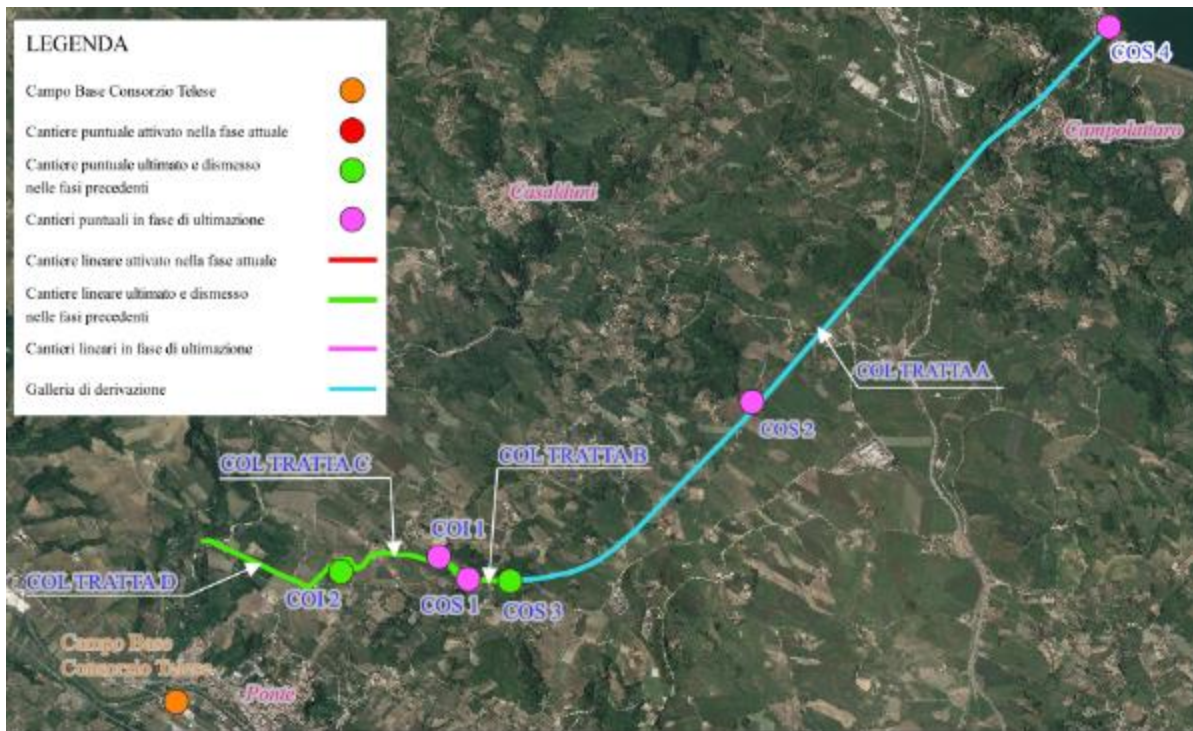 LEGENDA
Campo Base Consorzio Telese
Cantiere puntuale attivato nella fase attuale
Cantiere puntuale ultimato e dismesso
nelle fasi precedenti
Cantieri puntuali in fase di ultimazione
Cantiere lineare attivato nella fase attuale
Cantiere lineare ultimato e dismesso
nelle fasi precedenti
Cantieri lineari in fase di ultimazione
Galleria di derivazione
COS 4
Campolattaro
Casalduni
COL TRATTA A
COS 2
COL TRATTA B
COL TRATTA C
COI 1
COL TRATTA D
COI 2
COS 1
COS 3
Campo Base
Consorzio Telese
Ponte